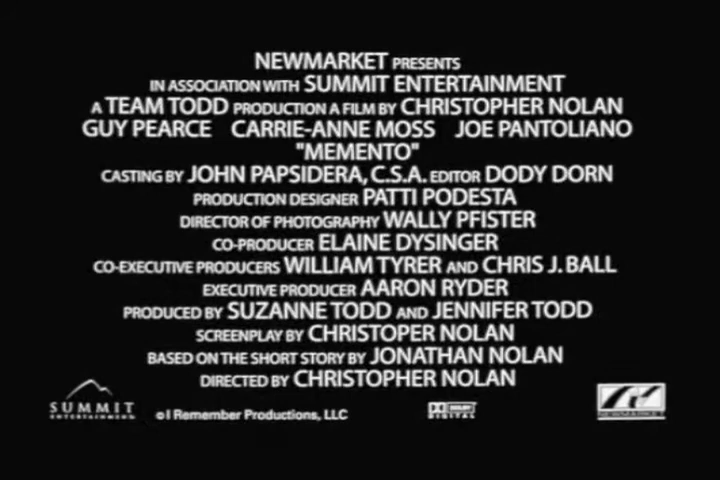 NEWMARKET PRESENTS
IN ASSOCIATION WITH SUMMIT ENTERTAINMENT
A TEAM TODD PRODUCTION A FILM BY CHRISTOPHER NOLAN
GUY PEARCE CARRIE-ANNE MOSS JOE PANTOLIANO
"MEMENTO"
CASTING BY JOHN PAPSIDERA, C.S.A. EDITOR DODY DORN
PRODUCTION DESIGNER PATTI PODESTA
DIRECTOR OF PHOTOGRAPHY WALLY PFISTER
CO-PRODUCER ELAINE DYSINGER
CO-EXECUTIVE PRODUCERS WILLIAM TYRER AND CHRIS J. BALL
EXECUTIVE PRODUCER AARON RYDER
PRODUCED BY SUZANNE TODD AND JENNIFER TODD
SCREENPLAY BY CHRISTOPER NOLAN
BASED ON THE SHORT STORY BY JONATHAN NOLAN
DIRECTED BY CHRISTOPHER NOLAN
SUMMIT
ENTERTAINMENT
©I Remember Productions, LLC
DOLBY
DIGITAL
NEWMARKET